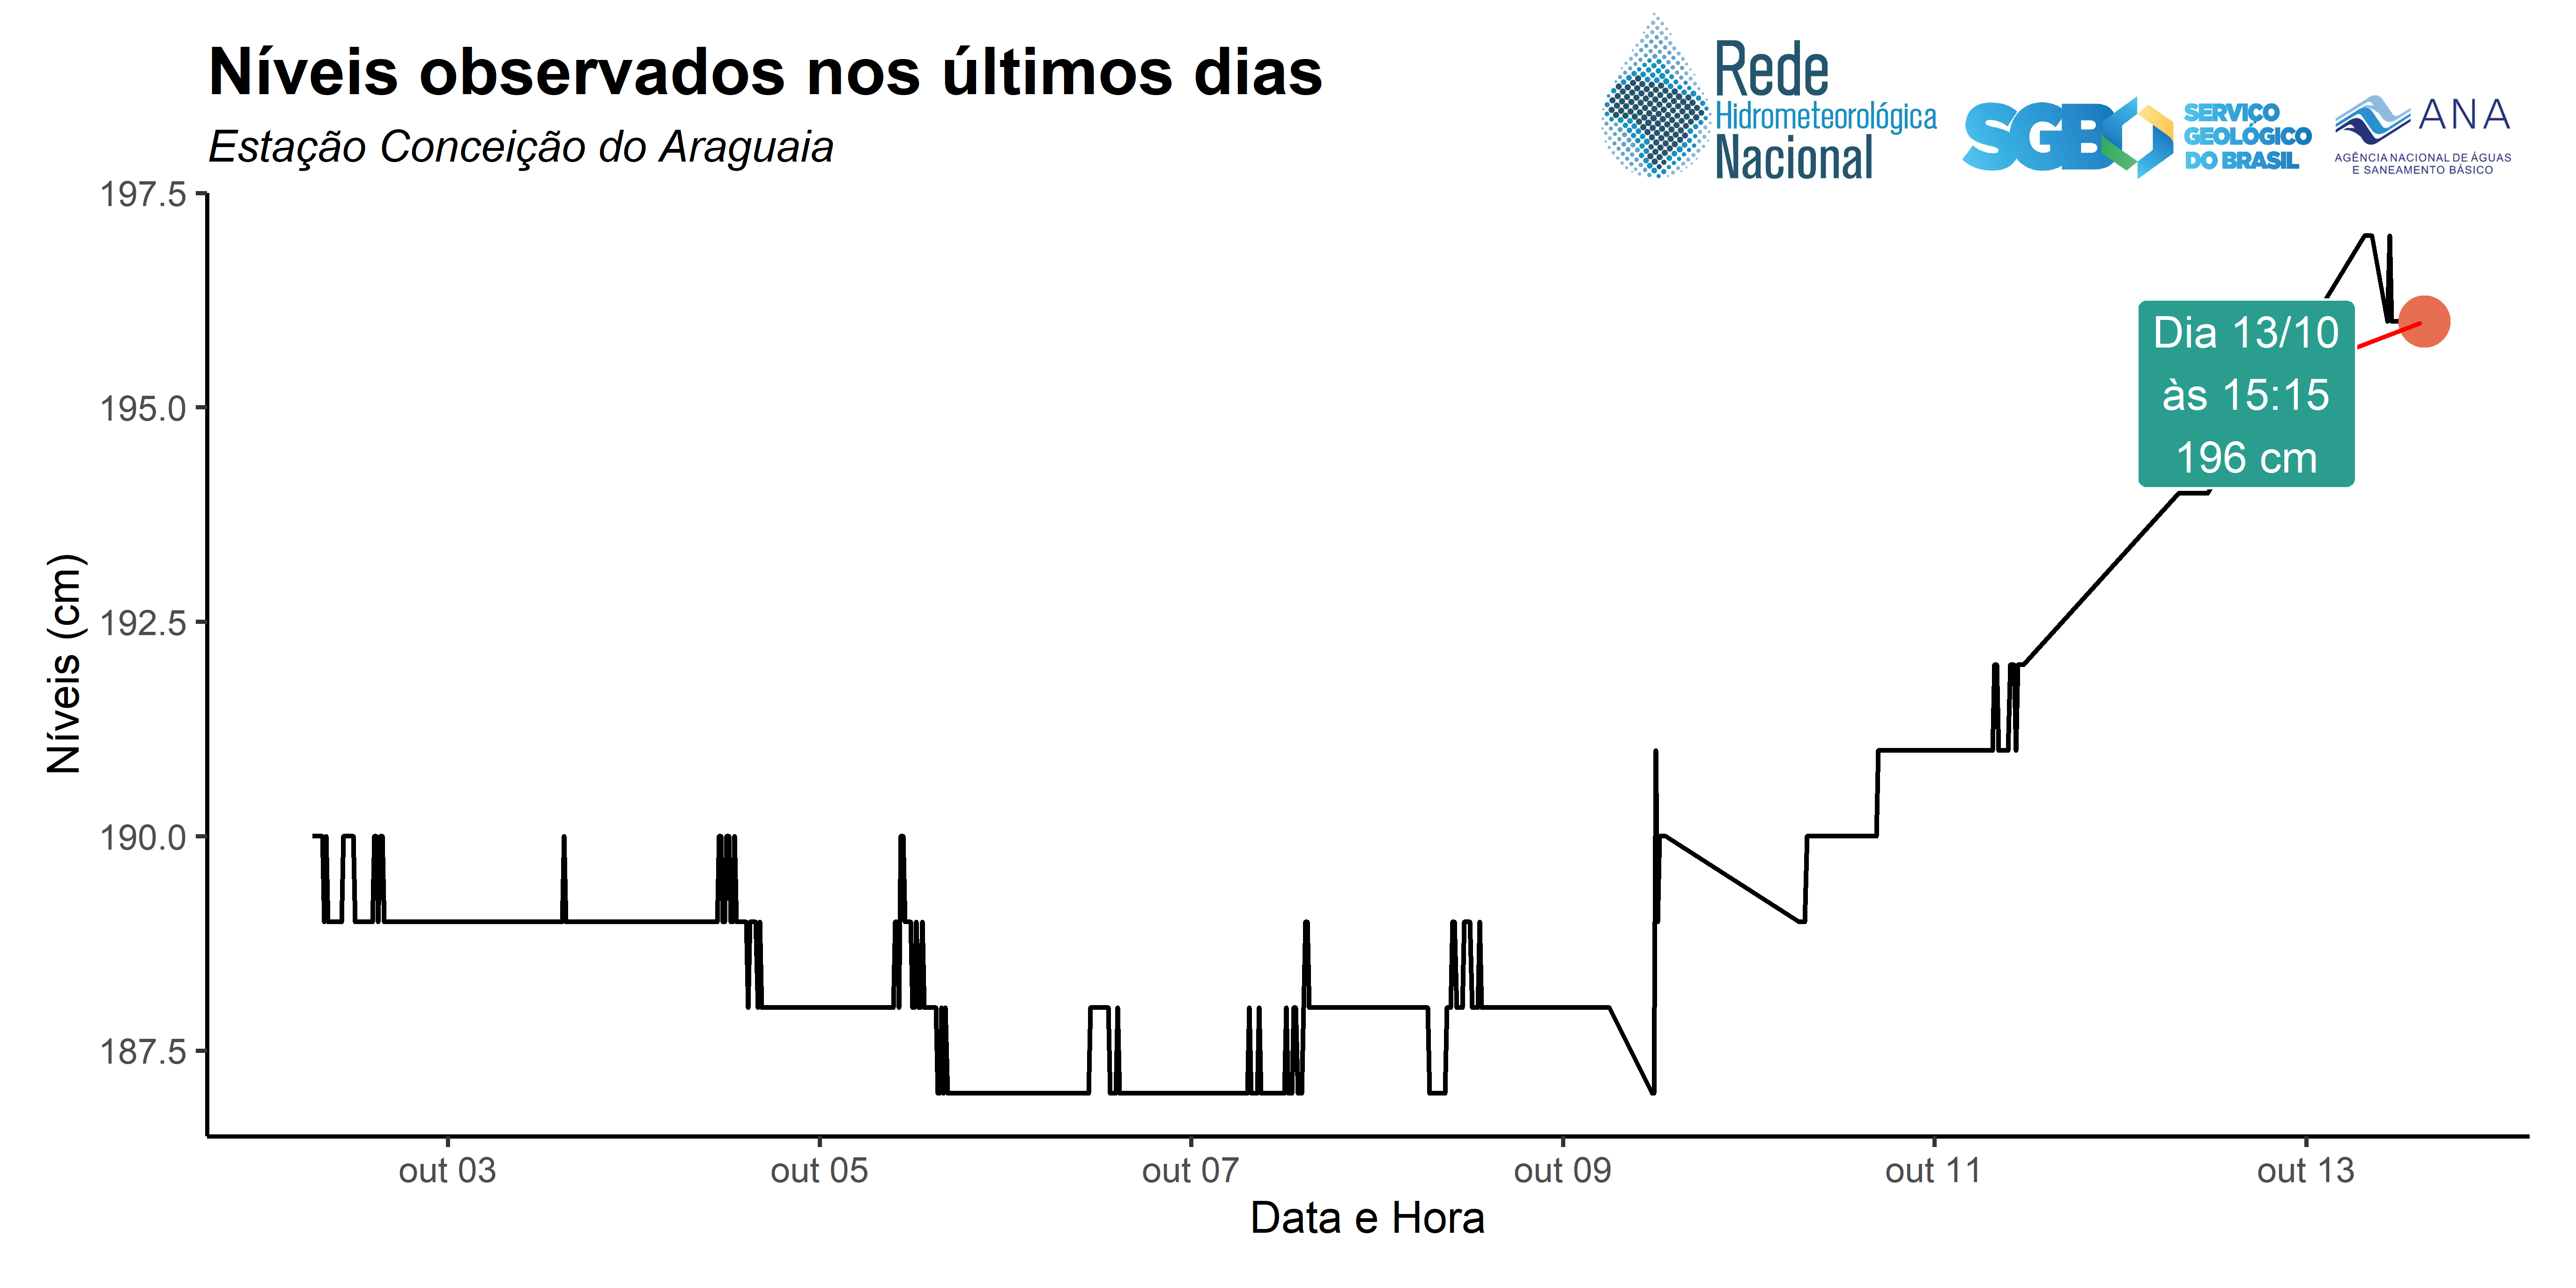 Níveis observados nos últimos dias
Estação Conceição do Araguaia
Rede
Hidrometeorológica
Nacional
SGB
SERVIÇO
GEOLÓGICO
DO BRASIL
ANA
AGÊNCIA NACIONAL DE ÁGUAS
E SANEAMENTO BÁSICO
197.5
195.0
192.5
190.0
187.5
Níveis (cm)
Dia 13/10
às 15:15
196 cm
out 03
out 05
out 07
out 09
out 11
out 13
Data e Hora